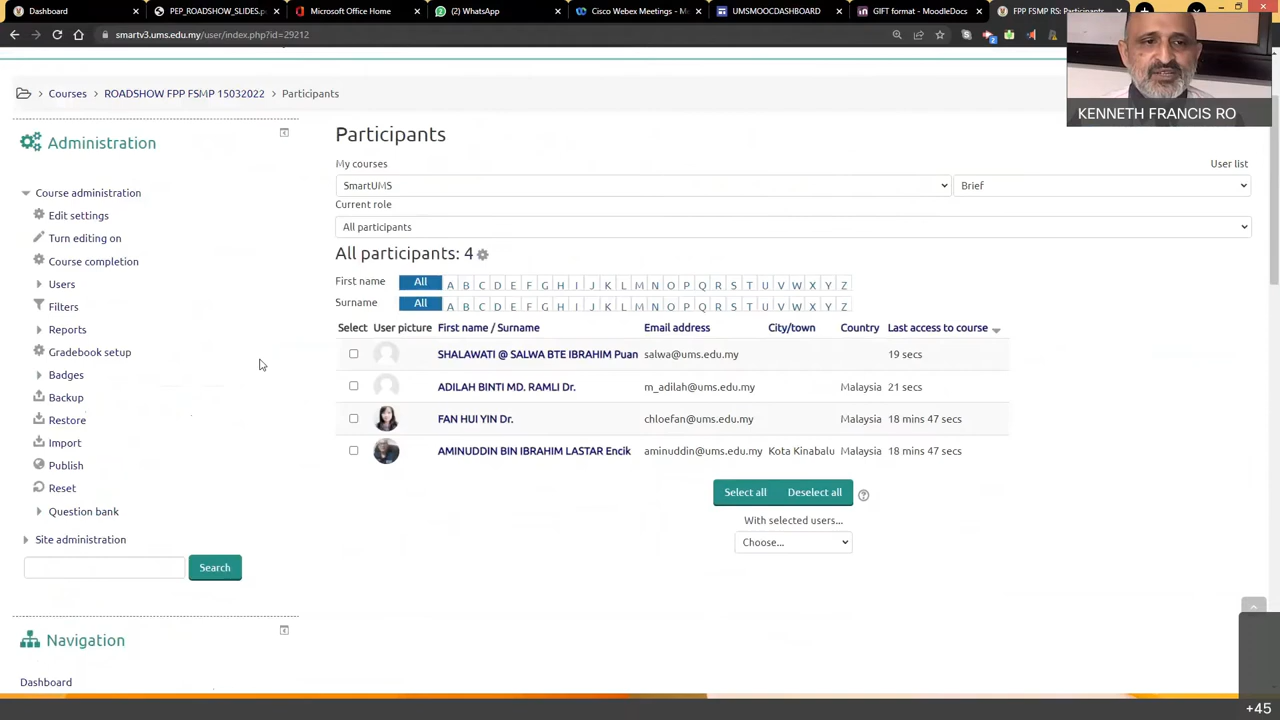 Dashboard
PEP_ROADSHOW_SLIDES.p
Microsoft Office Home
(2) WhatsApp
Cisco Webex Meetings - M
UMSMOOCDASHBOARD
GIFT format - MoodleDocs
FPP FSMP RS: Participants
smartv3.ums.edu.my/user/index.php?id=29212
KENNETH FRANCIS RO
Courses
ROADSHOW FPP FSMP 15032022
Participants
Administration
Course administration
Edit settings
Turn editing on
Course completion
Users
Filters
Reports
Gradebook setup
Badges
Backup
Restore
Import
Publish
Reset
Question bank
Site administration
Search
Navigation
Dashboard
Participants
My courses User list
SmartUMS Brief
Current role
All participants
All participants: 4
First name All A B C D E F G H I J K L M N O P Q R S T U V W X Y Z
Surname All A B C D E F G H I J K L M N O P Q R S T U V W X Y Z
Select User picture First name / Surname Email address City/town Country Last access to course
SHALAWATI @ SALWA BTE IBRAHIM Puan salwa@ums.edu.my 19 secs
ADILAH BINTI MD. RAMLI Dr. m_adilah@ums.edu.my Malaysia 21 secs
FAN HUI YIN Dr. chloefan@ums.edu.my Malaysia 18 mins 47 secs
AMINUDDIN BIN IBRAHIM LASTAR Encik aminuddin@ums.edu.my Kota Kinabalu Malaysia 18 mins 47 secs
Select all Deselect all
With selected users...
Choose...
+45